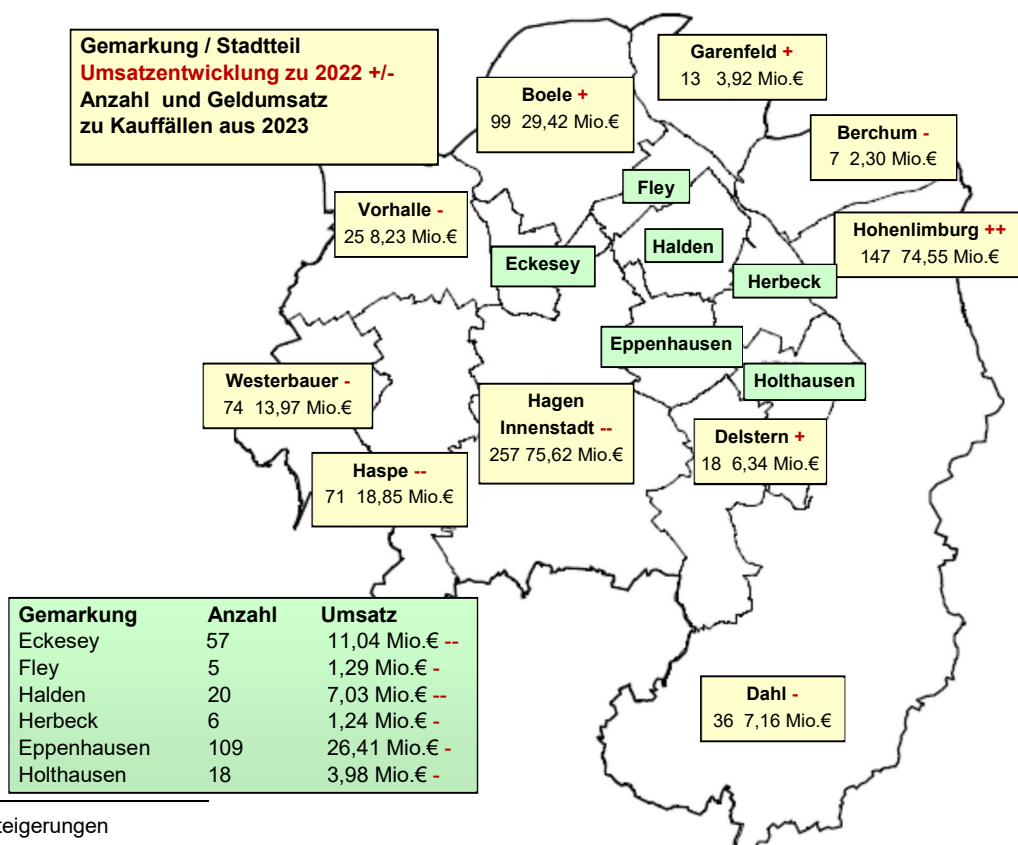 Gemarkung / Stadtteil
Umsatzentwicklung zu 2022 +/-
Anzahl und Geldumsatz
zu Kauffällen aus 2023
Garenfeld +
13 3,92 Mio.€
Boele +
99 29,42 Mio.€
Berchum -
7 2,30 Mio.€
Fley
Vorhalle -
25 8,23 Mio.€
Hohenlimburg ++
147 74,55 Mio.€
Halden
Eckesey
Herbeck
Eppenhausen
Holthausen
Westerbauer -
74 13,97 Mio.€
Hagen
Innenstadt --
257 75,62 Mio.€
Delstern +
18 6,34 Mio.€
Haspe --
71 18,85 Mio.€
Gemarkung Anzahl Umsatz
Eckesey 57 11,04 Mio.€ --
Fley 5 1,29 Mio.€ -
Halden 20 7,03 Mio.€ --
Herbeck 6 1,24 Mio.€ -
Eppenhausen 109 26,41 Mio.€ -
Holthausen 18 3,98 Mio.€ -
Dahl -
36 7,16 Mio.€